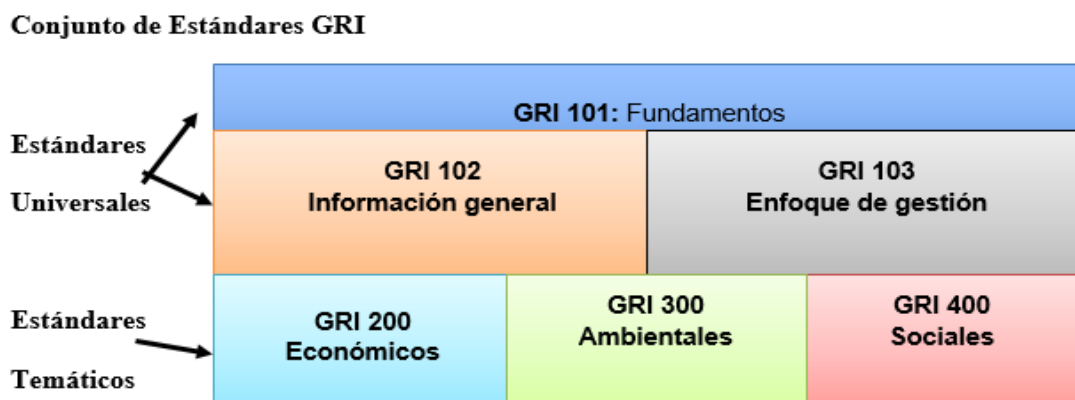 Conjunto de Estándares GRI
GRI 101: Fundamentos
Estándares
Universales
GRI 102
Información general
GRI 103
Enfoque de gestión
Estándares
Temáticos
GRI 200
Económicos
GRI 300
Ambientales
GRI 400
Sociales